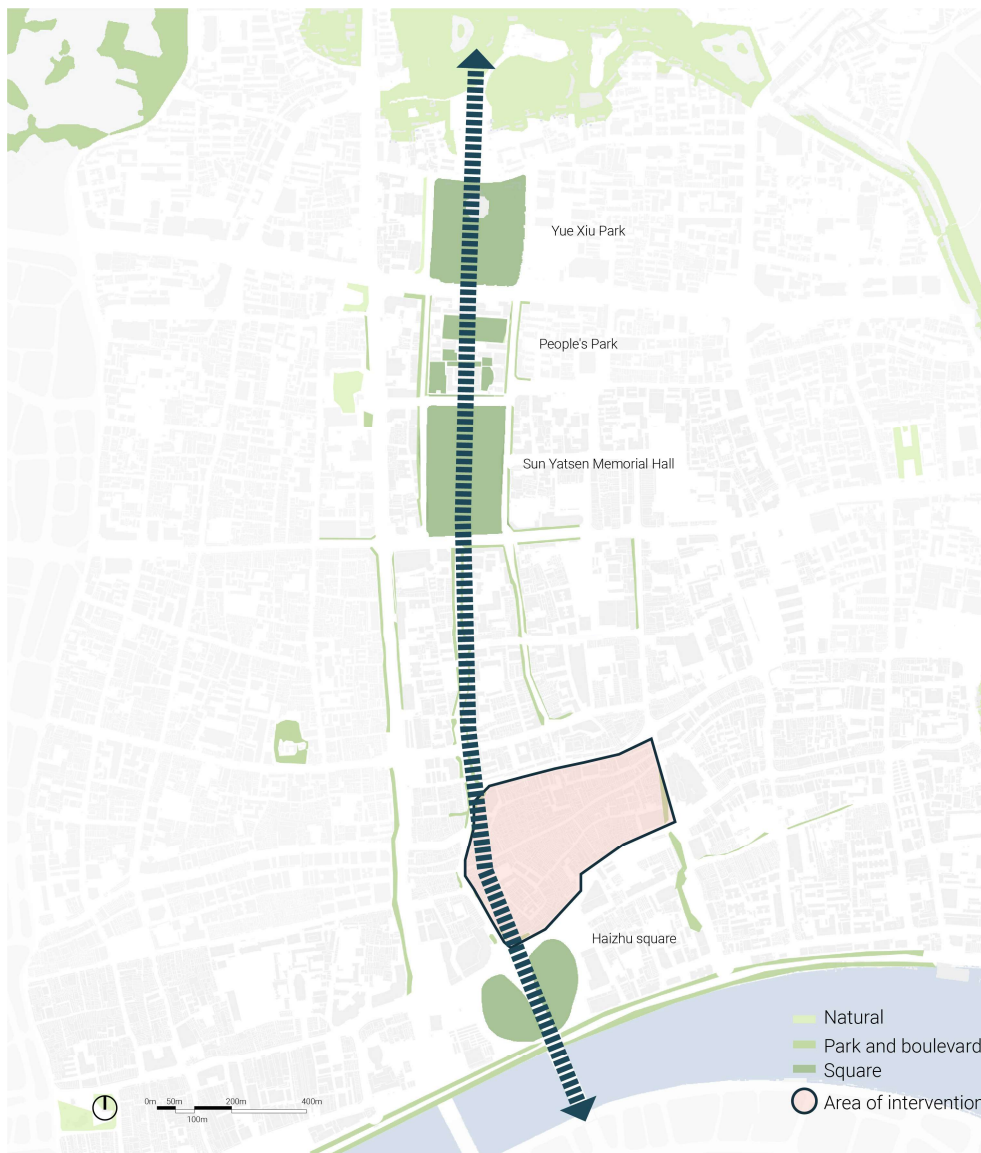 Yue Xiu Park
People's Park
Sun Yatsen Memorial Hall
Haizhu square
Natural
Park and boulevard
Square
Area of intervention
0m 50m 200m 400m
100m